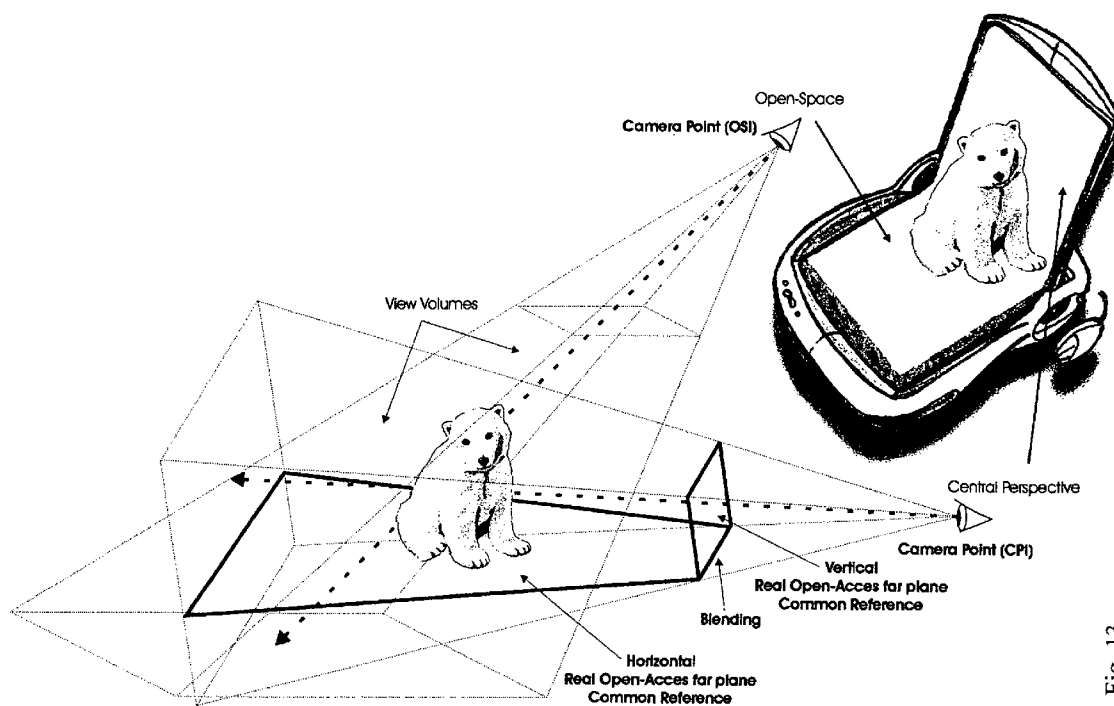 Open-Space
Camera Point (OSI)
View Volumes
Central Perspective
Camera Point (CPI)
Vertical
Real Open-Acces far plane
Common Reference
Blending
Horizontal
Real Open-Acces far plane
Common Reference
Fig. 12